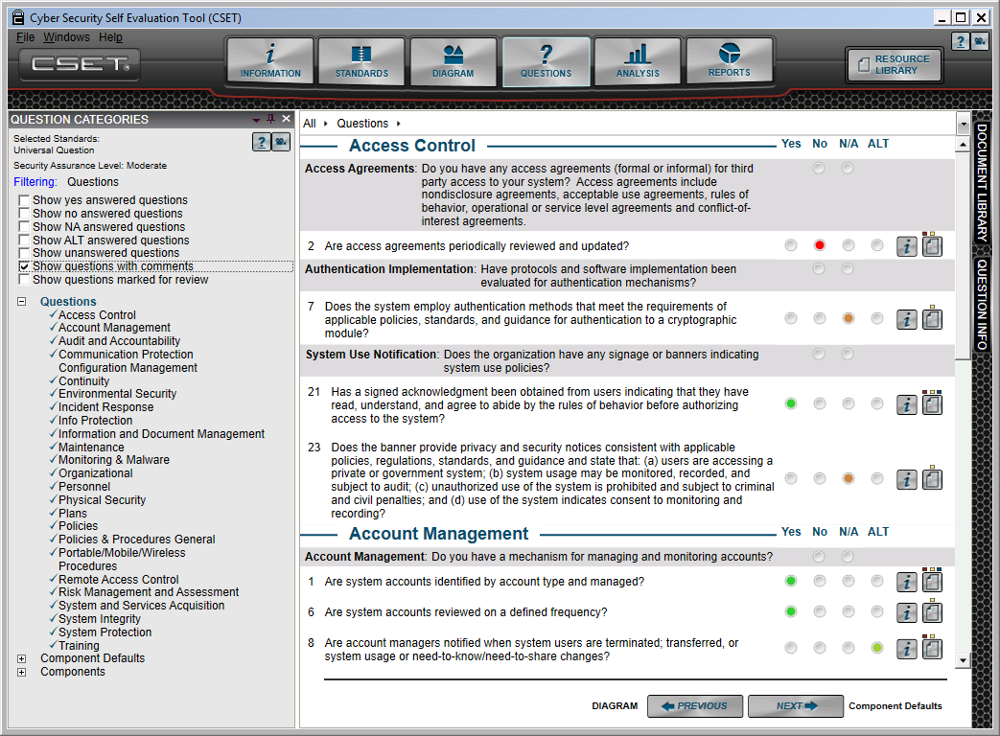 Cyber Security Self Evaluation Tool (CSET)
File Windows Help
CSET
INFORMATION
STANDARDS
DIAGRAM
QUESTIONS
ANALYSIS
REPORTS
RESOURCE
LIBRARY
QUESTION CATEGORIES
Selected Standards:
Universal Question
Security Assurance Level: Moderate
Filtering: Questions
Show yes answered questions
Show no answered questions
Show NA answered questions
Show ALT answered questions
Show unanswered questions
Show questions with comments
Show questions marked for review
Questions
Access Control
Account Management
Audit and Accountability
Communication Protection
Configuration Management
Continuity
Environmental Security
Incident Response
Info Protection
Information and Document Management
Maintenance
Monitoring & Malware
Organizational
Personnel
Physical Security
Plans
Policies
Policies & Procedures General
Portable/Mobile/Wireless
Procedures
Remote Access Control
Risk Management and Assessment
System and Services Acquisition
System Integrity
System Protection
Training
Component Defaults
Components
All Questions
Access Control Yes No N/A ALT
Access Agreements: Do you have any access agreements (formal or informal) for third
party access to your system? Access agreements include
nondisclosure agreements, acceptable use agreements, rules of
behavior, operational or service level agreements and conflict-of-
interest agreements.
2 Are access agreements periodically reviewed and updated?
Authentication Implementation: Have protocols and software implementation been
evaluated for authentication mechanisms?
7 Does the system employ authentication methods that meet the requirements of
applicable policies, standards, and guidance for authentication to a cryptographic
module?
System Use Notification: Does the organization have any signage or banners indicating
system use policies?
21 Has a signed acknowledgment been obtained from users indicating that they have
read, understand, and agree to abide by the rules of behavior before authorizing
access to the system?
23 Does the banner provide privacy and security notices consistent with applicable
policies, regulations, standards, and guidance and state that: (a) users are accessing a
private or government system; (b) system usage may be monitored, recorded, and
subject to audit; (c) unauthorized use of the system is prohibited and subject to criminal
and civil penalties; and (d) use of the system indicates consent to monitoring and
recording?
Account Management Yes No N/A ALT
Account Management: Do you have a mechanism for managing and monitoring accounts?
1 Are system accounts identified by account type and managed?
6 Are system accounts reviewed on a defined frequency?
8 Are account managers notified when system users are terminated; transferred, or
system usage or need-to-know/need-to-share changes?
DIAGRAM PREVIOUS NEXT Component Defaults
DOCUMENT LIBRARY
QUESTION INFO